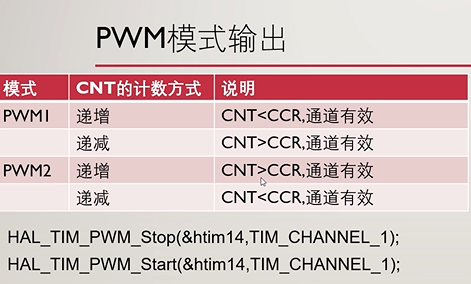 PWM模式输出
模式 CNT的计数方式 说明
PWM1 递增 CNT<CCR,通道有效
递减 CNT>CCR,通道有效
PWM2 递增 CNT>CCR,通道有效
递减 CNT<CCR,通道有效
HAL_TIM_PWM_Stop(&htim14,TIM_CHANNEL_1);
HAL_TIM_PWM_Start(&htim14,TIM_CHANNEL_1);